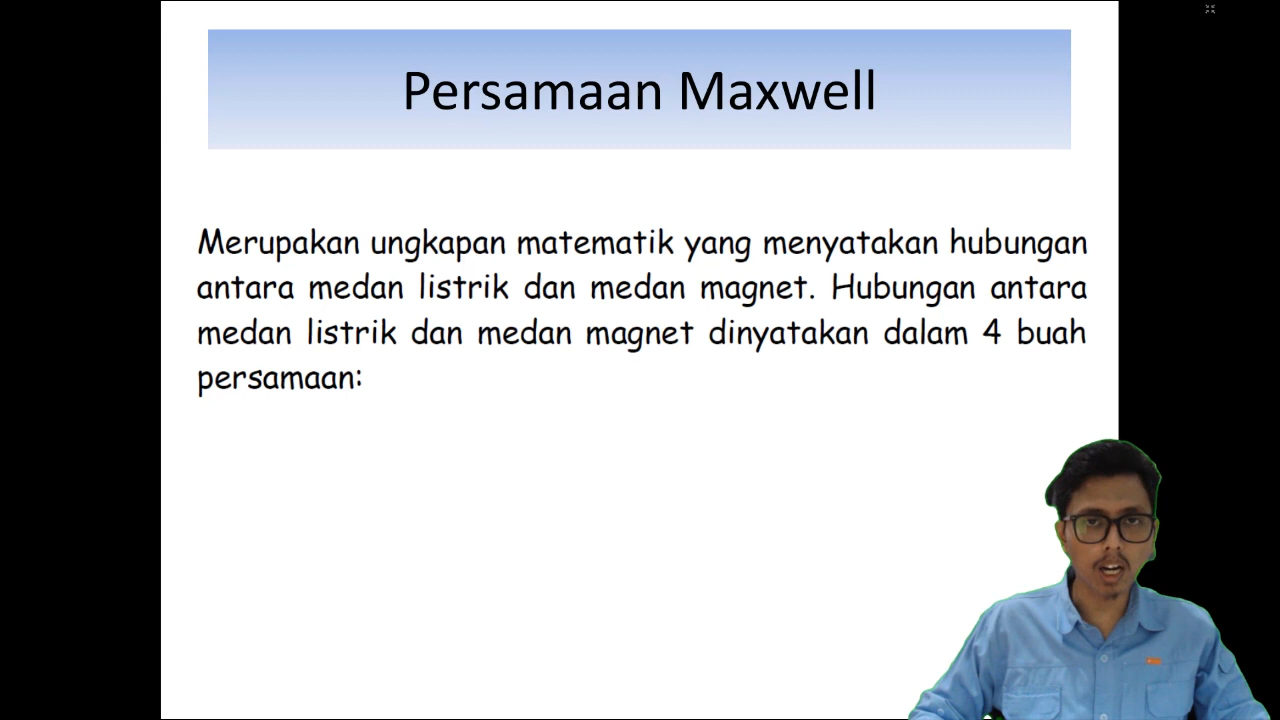 Persamaan Maxwell
Merupakan ungkapan matematik yang menyatakan hubungan
antara medan listrik dan medan magnet. Hubungan antara
medan listrik dan medan magnet dinyatakan dalam 4 buah
persamaan: